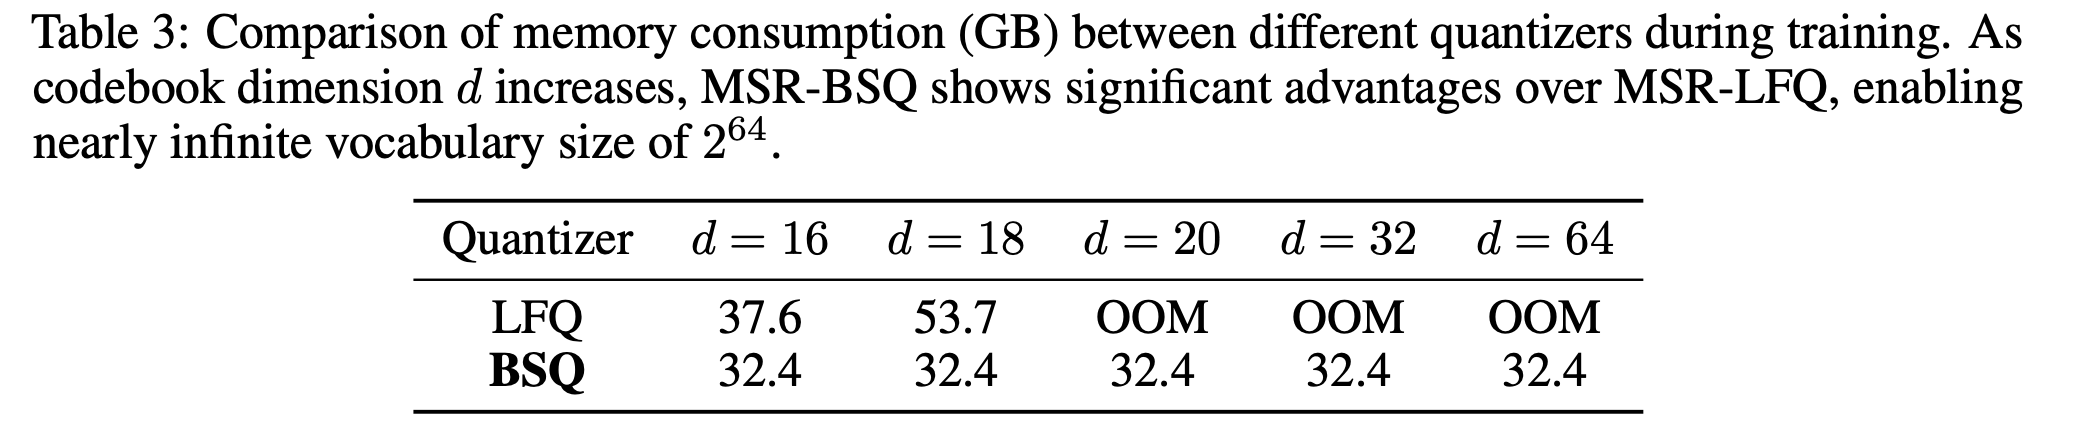 Table 3: Comparison of memory consumption (GB) between different quantizers during training. As
codebook dimension d increases, MSR-BSQ shows significant advantages over MSR-LFQ, enabling
nearly infinite vocabulary size of 2^64.
Quantizer d = 16 d = 18 d = 20 d = 32 d = 64
LFQ 37.6 53.7 OOM OOM OOM
BSQ 32.4 32.4 32.4 32.4 32.4